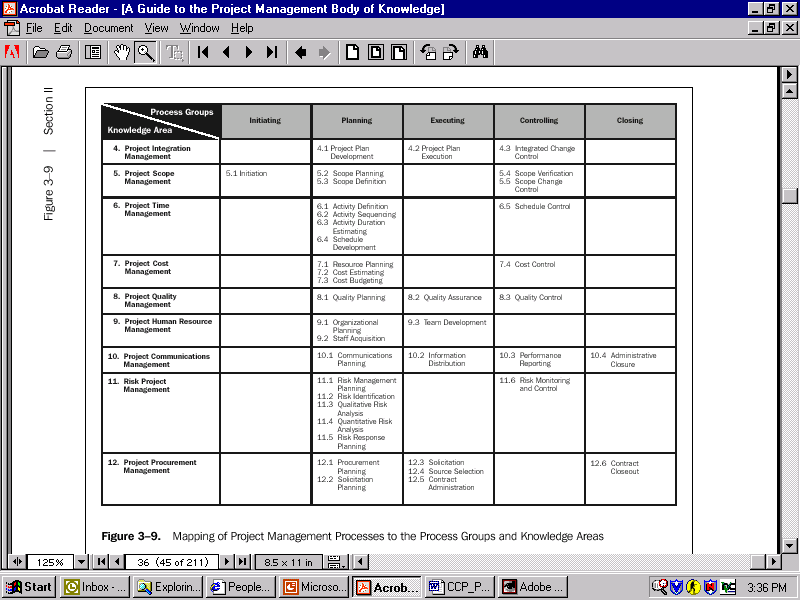 Acrobat Reader - [A Guide to the Project Management Body of Knowledge]
File Edit Document View Window Help
Figure 3–9 | Section II
Process Groups
Knowledge Area
Initiating
Planning
Executing
Controlling
Closing
4. Project Integration
Management
4.1 Project Plan
Development
4.2 Project Plan
Execution
4.3 Integrated Change
Control
5. Project Scope
Management
5.1 Initiation
5.2 Scope Planning
5.3 Scope Definition
5.4 Scope Verification
5.5 Scope Change
Control
6. Project Time
Management
6.1 Activity Definition
6.2 Activity Sequencing
6.3 Activity Duration
Estimating
6.4 Schedule
Development
6.5 Schedule Control
7. Project Cost
Management
7.1 Resource Planning
7.2 Cost Estimating
7.3 Cost Budgeting
7.4 Cost Control
8. Project Quality
Management
8.1 Quality Planning
8.2 Quality Assurance
8.3 Quality Control
9. Project Human Resource
Management
9.1 Organizational
Planning
9.2 Staff Acquisition
9.3 Team Development
10. Project Communications
Management
10.1 Communications
Planning
10.2 Information
Distribution
10.3 Performance
Reporting
10.4 Administrative
Closure
11. Risk Project
Management
11.1 Risk Management
Planning
11.2 Risk Identification
11.3 Qualitative Risk
Analysis
11.4 Quantitative Risk
Analysis
11.5 Risk Response
Planning
11.6 Risk Monitoring
and Control
12. Project Procurement
Management
12.1 Procurement
Planning
12.2 Solicitation
Planning
12.3 Solicitation
12.4 Source Selection
12.5 Contract
Administration
12.6 Contract
Closeout
Figure 3–9. Mapping of Project Management Processes to the Process Groups and Knowledge Areas
125% 36 (45 of 211) 8.5 x 11 in
Start Inbox - ... Explorin... People... Microso... Acrob... CCP_P... Adobe ... 3:36 PM